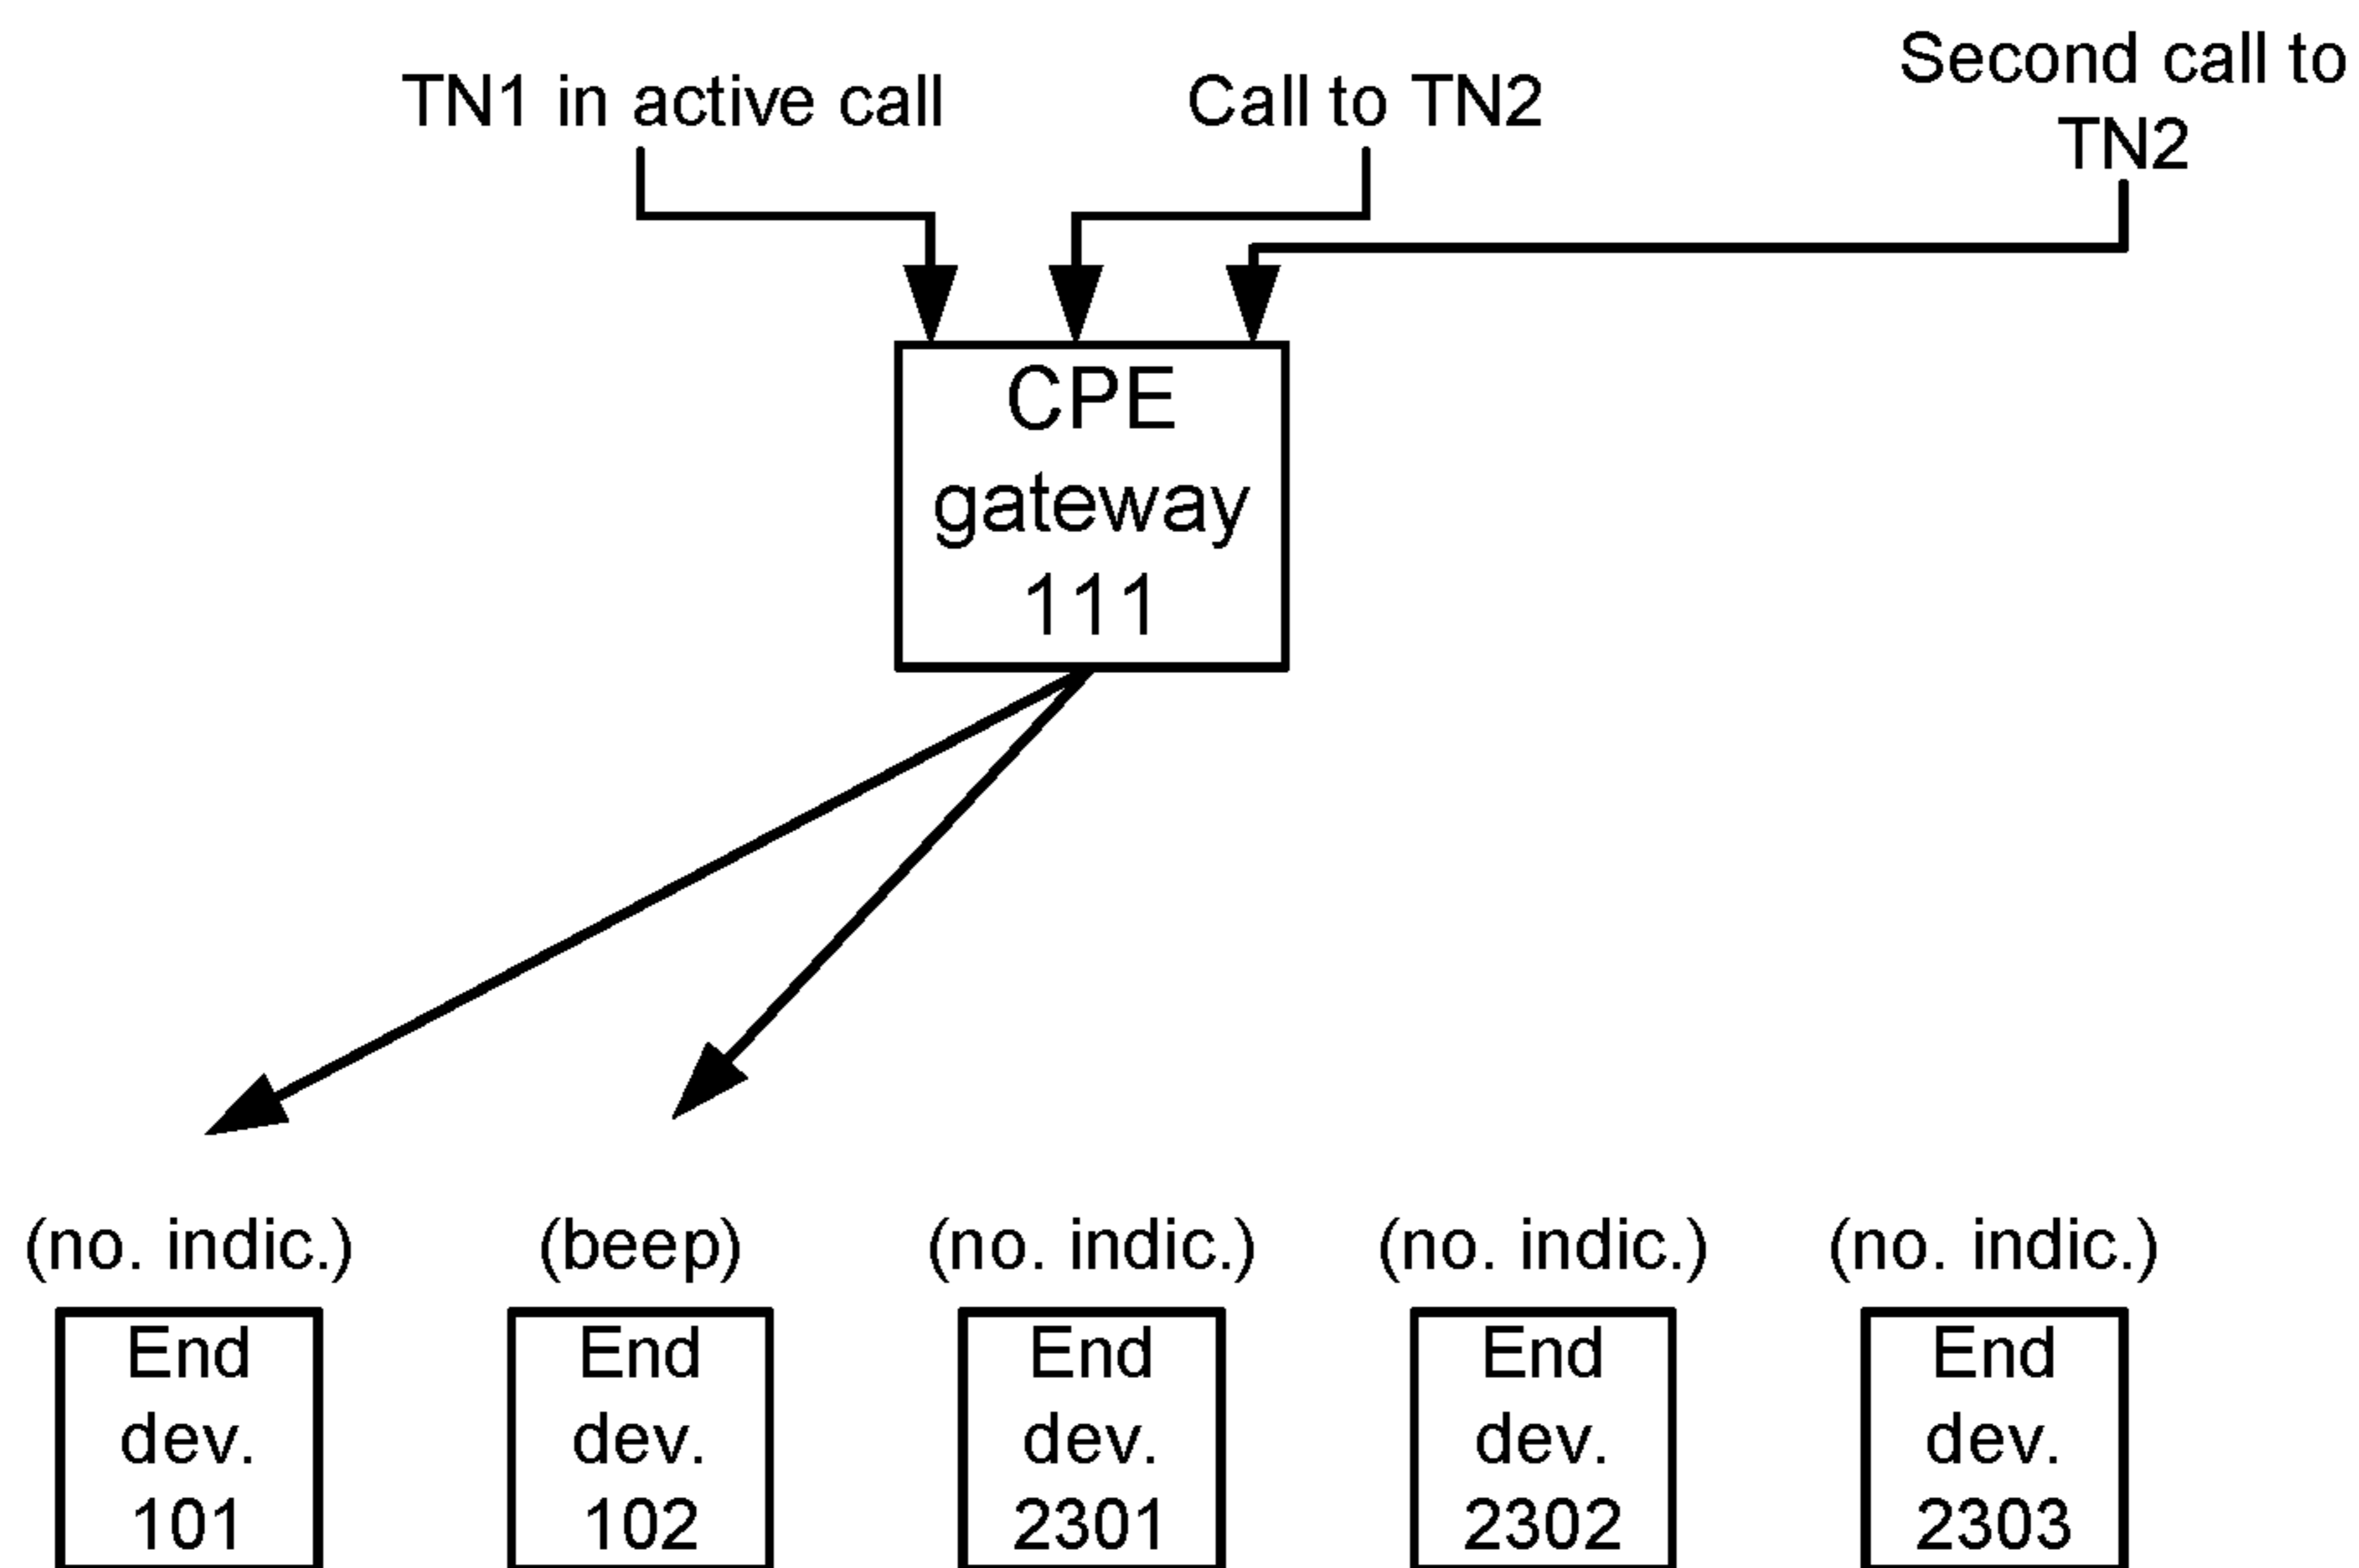 TN1 in active call
Call to TN2
Second call to
TN2
CPE
gateway
111
(no. indic.)
(beep)
(no. indic.)
(no. indic.)
(no. indic.)
End
dev.
101
End
dev.
102
End
dev.
2301
End
dev.
2302
End
dev.
2303